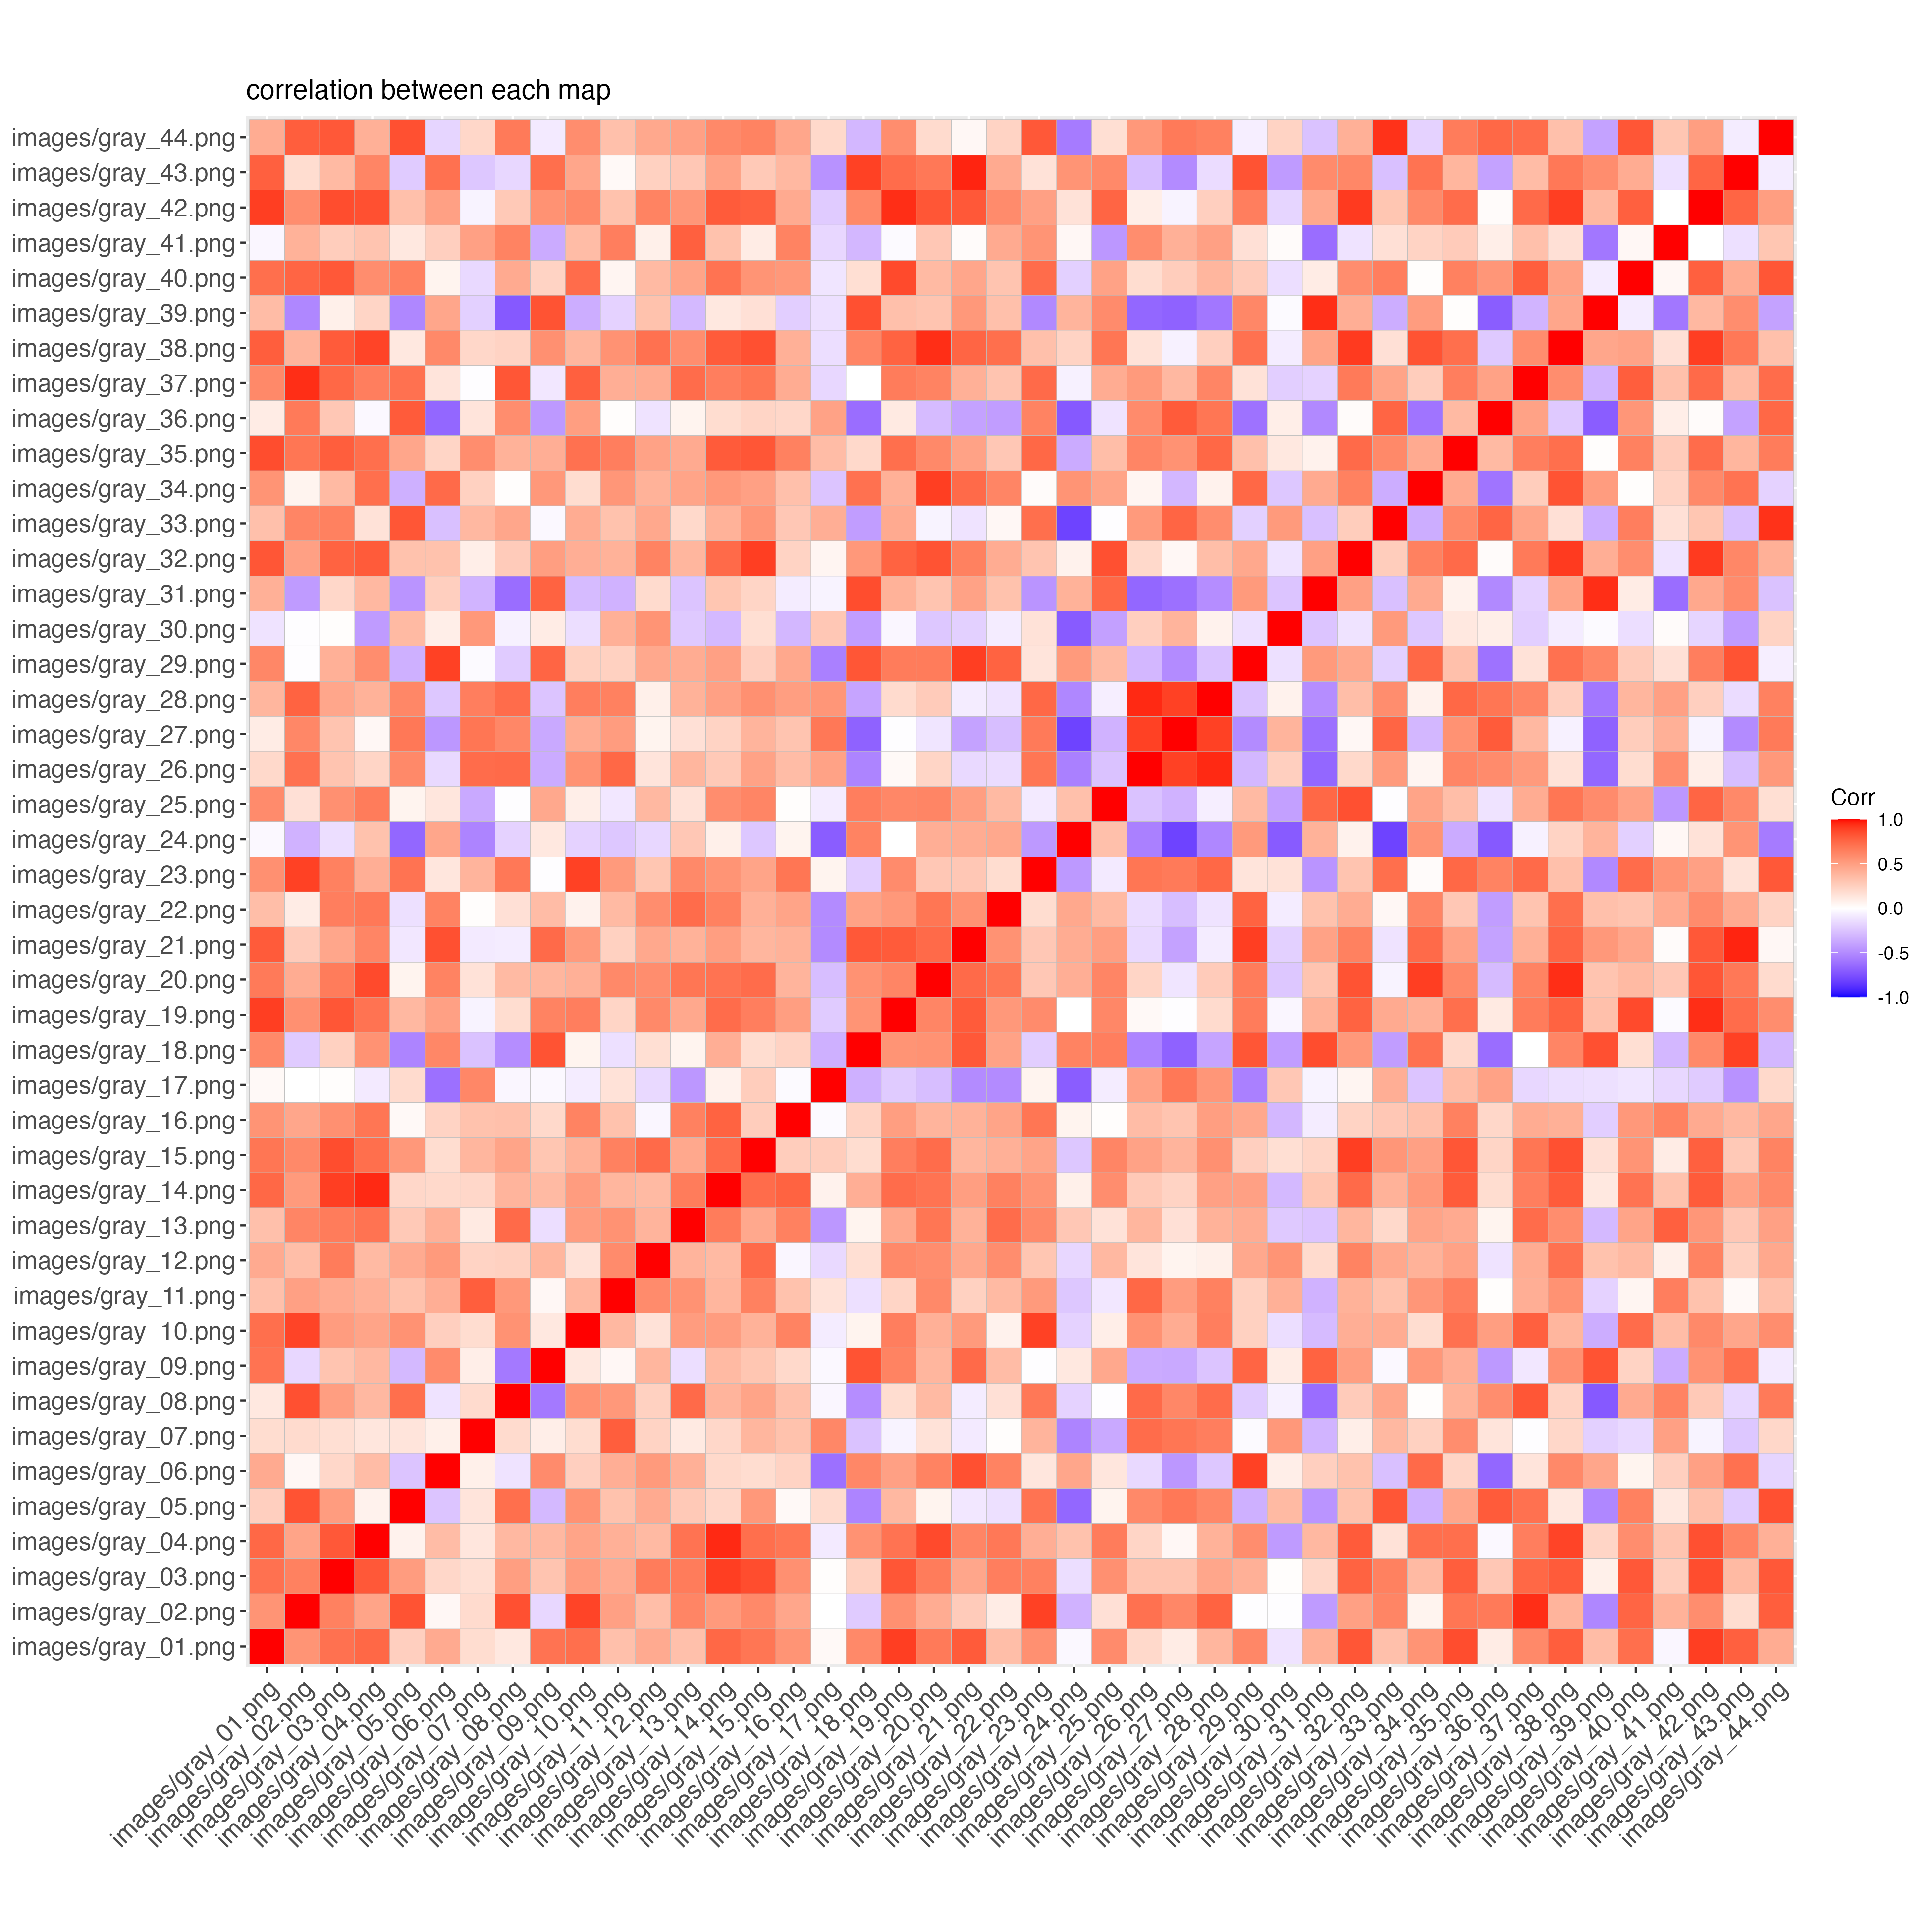 correlation between each map
images/gray_44.png
images/gray_43.png
images/gray_42.png
images/gray_41.png
images/gray_40.png
images/gray_39.png
images/gray_38.png
images/gray_37.png
images/gray_36.png
images/gray_35.png
images/gray_34.png
images/gray_33.png
images/gray_32.png
images/gray_31.png
images/gray_30.png
images/gray_29.png
images/gray_28.png
images/gray_27.png
images/gray_26.png
images/gray_25.png
images/gray_24.png
images/gray_23.png
images/gray_22.png
images/gray_21.png
images/gray_20.png
images/gray_19.png
images/gray_18.png
images/gray_17.png
images/gray_16.png
images/gray_15.png
images/gray_14.png
images/gray_13.png
images/gray_12.png
images/gray_11.png
images/gray_10.png
images/gray_09.png
images/gray_08.png
images/gray_07.png
images/gray_06.png
images/gray_05.png
images/gray_04.png
images/gray_03.png
images/gray_02.png
images/gray_01.png
images/gray_01.png
images/gray_02.png
images/gray_03.png
images/gray_04.png
images/gray_05.png
images/gray_06.png
images/gray_07.png
images/gray_08.png
images/gray_09.png
images/gray_10.png
images/gray_11.png
images/gray_12.png
images/gray_13.png
images/gray_14.png
images/gray_15.png
images/gray_16.png
images/gray_17.png
images/gray_18.png
images/gray_19.png
images/gray_20.png
images/gray_21.png
images/gray_22.png
images/gray_23.png
images/gray_24.png
images/gray_25.png
images/gray_26.png
images/gray_27.png
images/gray_28.png
images/gray_29.png
images/gray_30.png
images/gray_31.png
images/gray_32.png
images/gray_33.png
images/gray_34.png
images/gray_35.png
images/gray_36.png
images/gray_37.png
images/gray_38.png
images/gray_39.png
images/gray_40.png
images/gray_41.png
images/gray_42.png
images/gray_43.png
images/gray_44.png
Corr
1.0
0.5
0.0
-0.5
-1.0